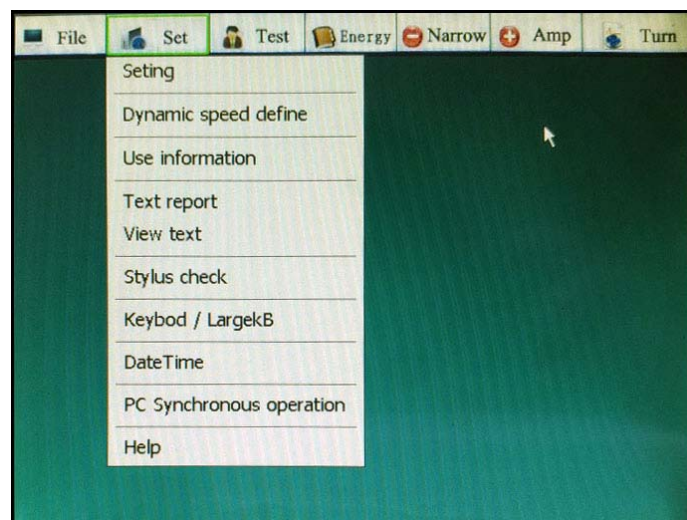 File Set Test Energy Narrow Amp Turn
Seting
Dynamic speed define
Use information
Text report
View text
Stylus check
Keybod / LargekB
DateTime
PC Synchronous operation
Help